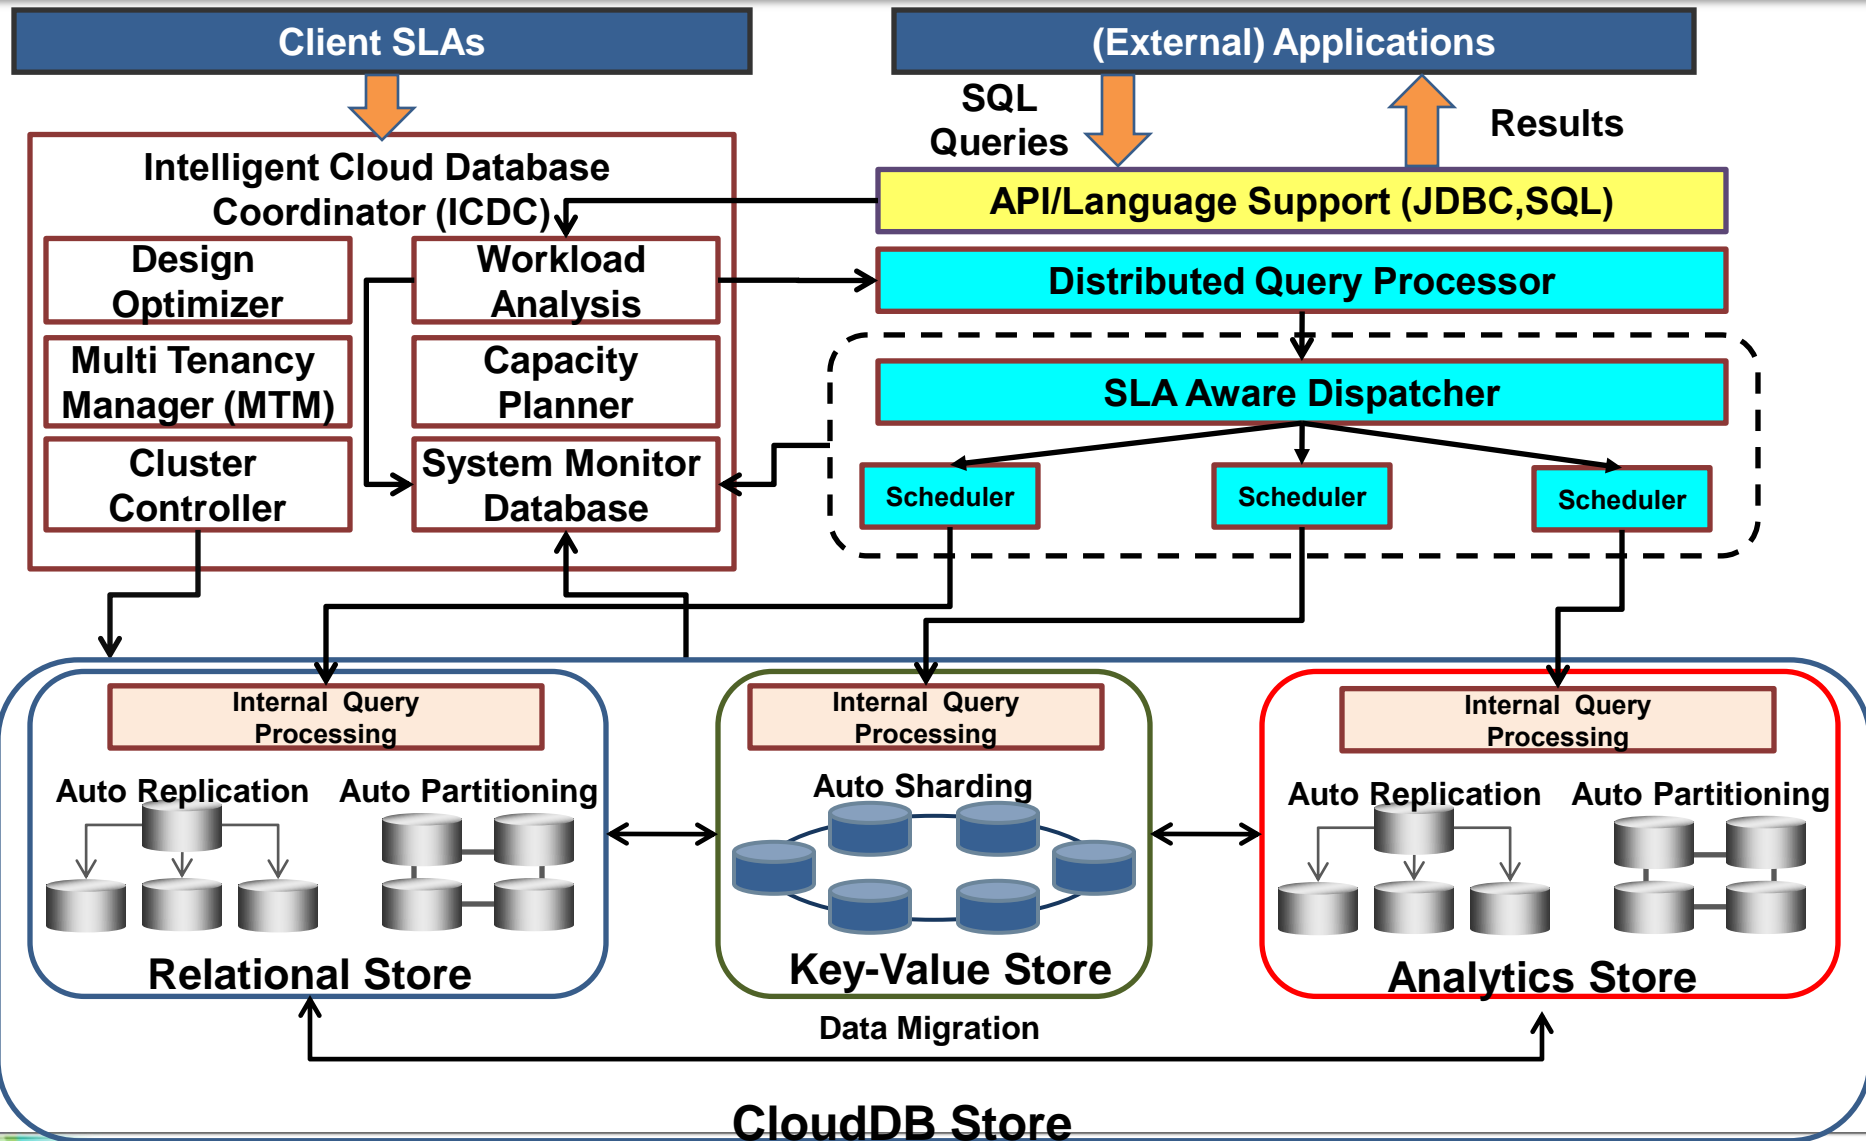 Client SLAs
(External) Applications
SQL
Queries
Results
Intelligent Cloud Database
Coordinator (ICDC)
API/Language Support (JDBC,SQL)
Design
Optimizer
Workload
Analysis
Distributed Query Processor
Multi Tenancy
Manager (MTM)
Capacity
Planner
SLA Aware Dispatcher
Cluster
Controller
System Monitor
Database
Scheduler
Scheduler
Scheduler
Internal Query
Processing
Internal Query
Processing
Internal Query
Processing
Auto Replication
Auto Partitioning
Auto Sharding
Auto Replication
Auto Partitioning
Relational Store
Key-Value Store
Analytics Store
Data Migration
CloudDB Store